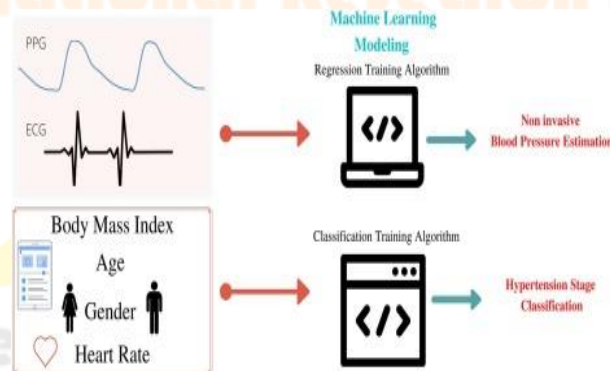 PPG
ECG
Body Mass Index
Age
Gender
Heart Rate
Machine Learning
Modeling
Regression Training Algorithm
</>
Non invasive
Blood Pressure Estimation
Classification Training Algorithm
</>
Hypertension Stage
Classification